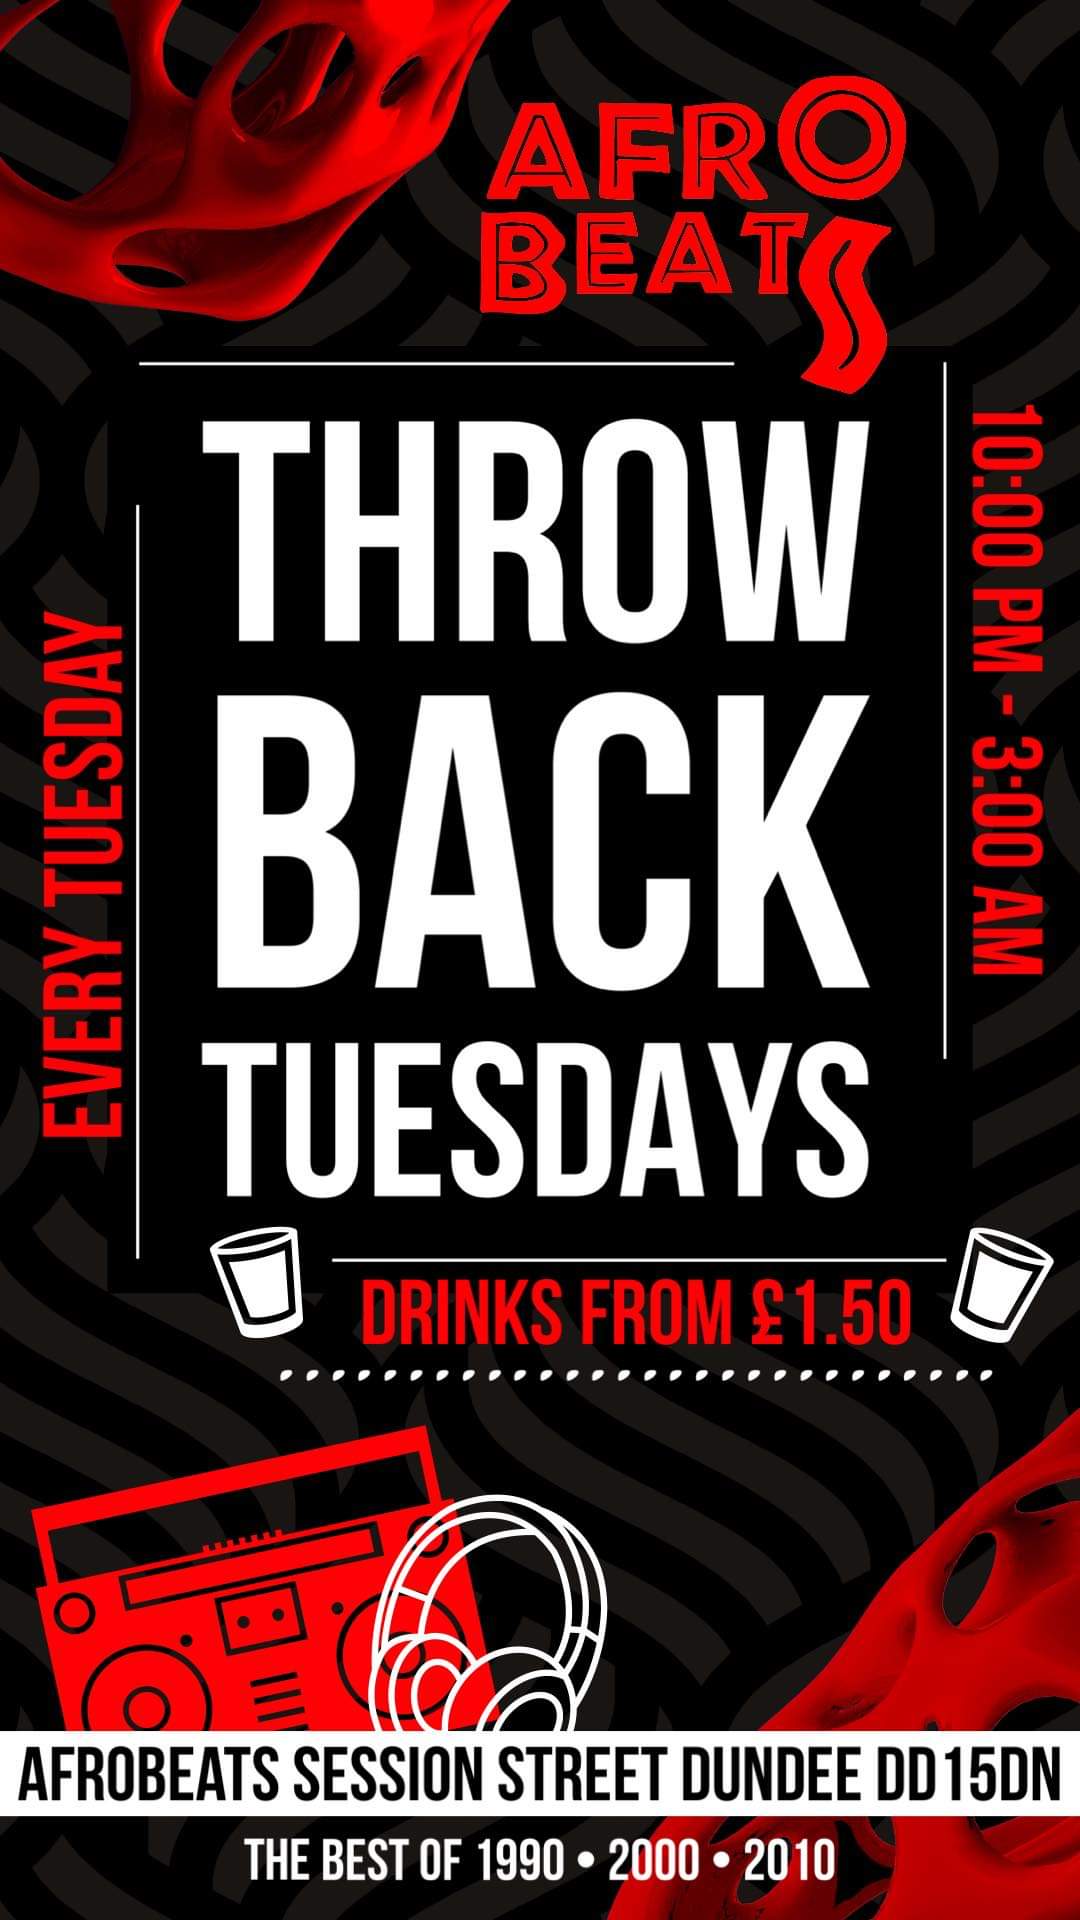 AFRO
BEATS
THROW
BACK
TUESDAYS
EVERY TUESDAY
10:00 PM - 3:00 AM
DRINKS FROM £1.50
AFROBEATS SESSION STREET DUNDEE DD15DN
THE BEST OF 1990 • 2000 • 2010